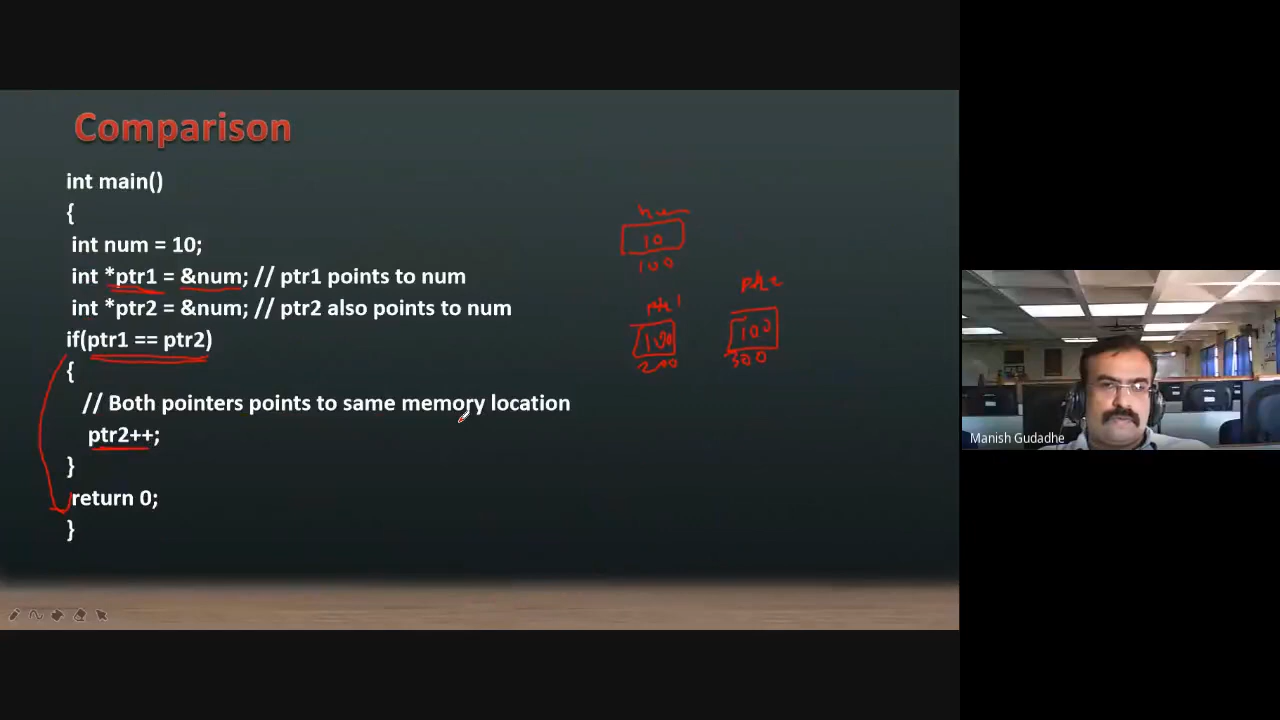 Comparison
int main()
{
int num = 10;
int *ptr1 = &num; // ptr1 points to num
int *ptr2 = &num; // ptr2 also points to num
if(ptr1 == ptr2)
{
// Both pointers points to same memory location
ptr2++;
}
return 0;
}
10
100
ptr1
100
200
100
300
Manish Gudadhe